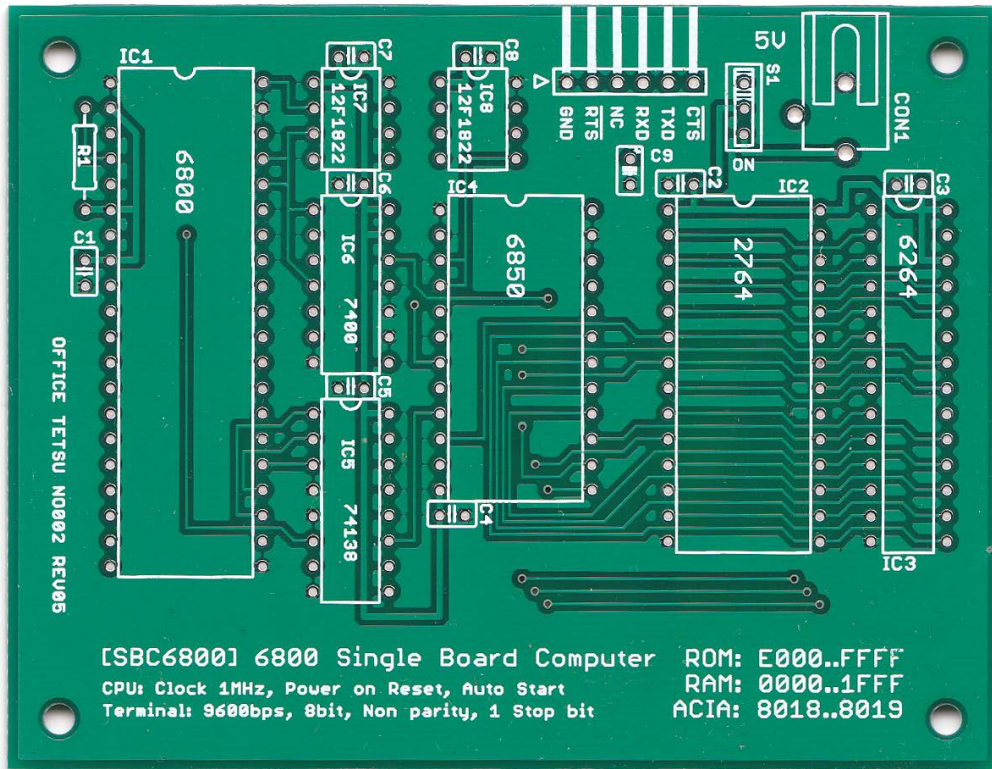 IC1
C7
C8
5V
S1
CON1
IC7
12F1822
IC8
12F1822
GND
RTS
NC
RXD
TXD
CTS
ON
R1
6800
C6
IC4
C9
C2
IC2
C3
C1
IC6
7400
6850
2764
6264
C5
IC5
74138
C4
IC3
OFFICE TETSU NO002 REV05
[SBC6800] 6800 Single Board Computer
CPU: Clock 1MHz, Power on Reset, Auto Start
Terminal: 9600bps, 8bit, Non parity, 1 Stop bit
ROM: E000..FFFF
RAM: 0000..1FFF
ACIA: 8018..8019